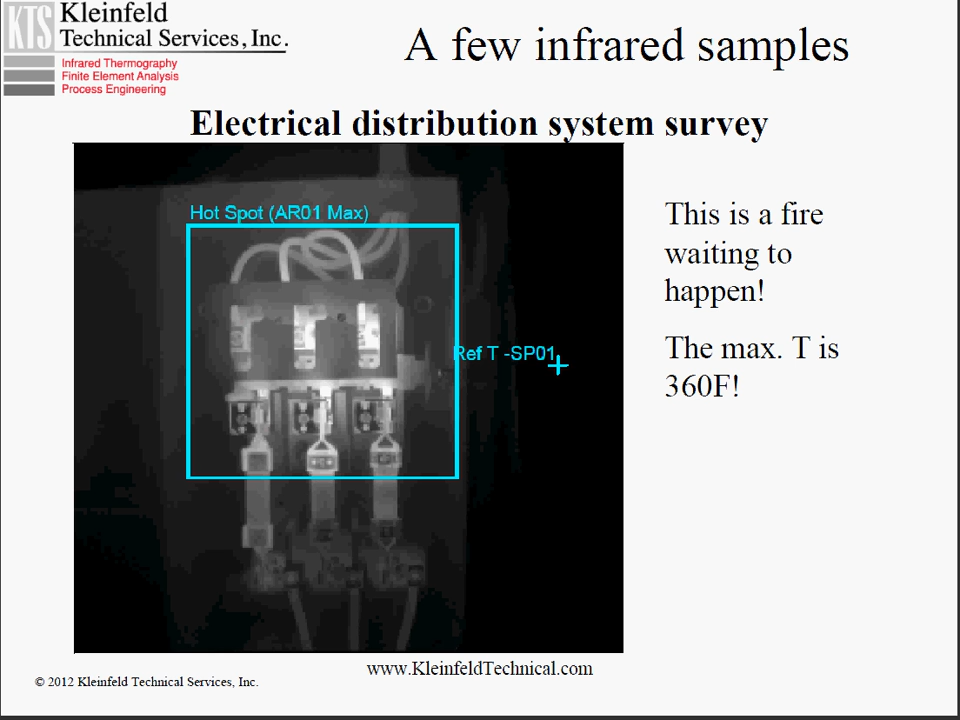 KTS
Kleinfeld
Technical Services, Inc.
Infrared Thermography
Finite Element Analysis
Process Engineering
A few infrared samples
Electrical distribution system survey
Hot Spot (AR01 Max)
Ref T -SP01
This is a fire
waiting to
happen!
The max. T is
360F!
www.KleinfeldTechnical.com
© 2012 Kleinfeld Technical Services, Inc.